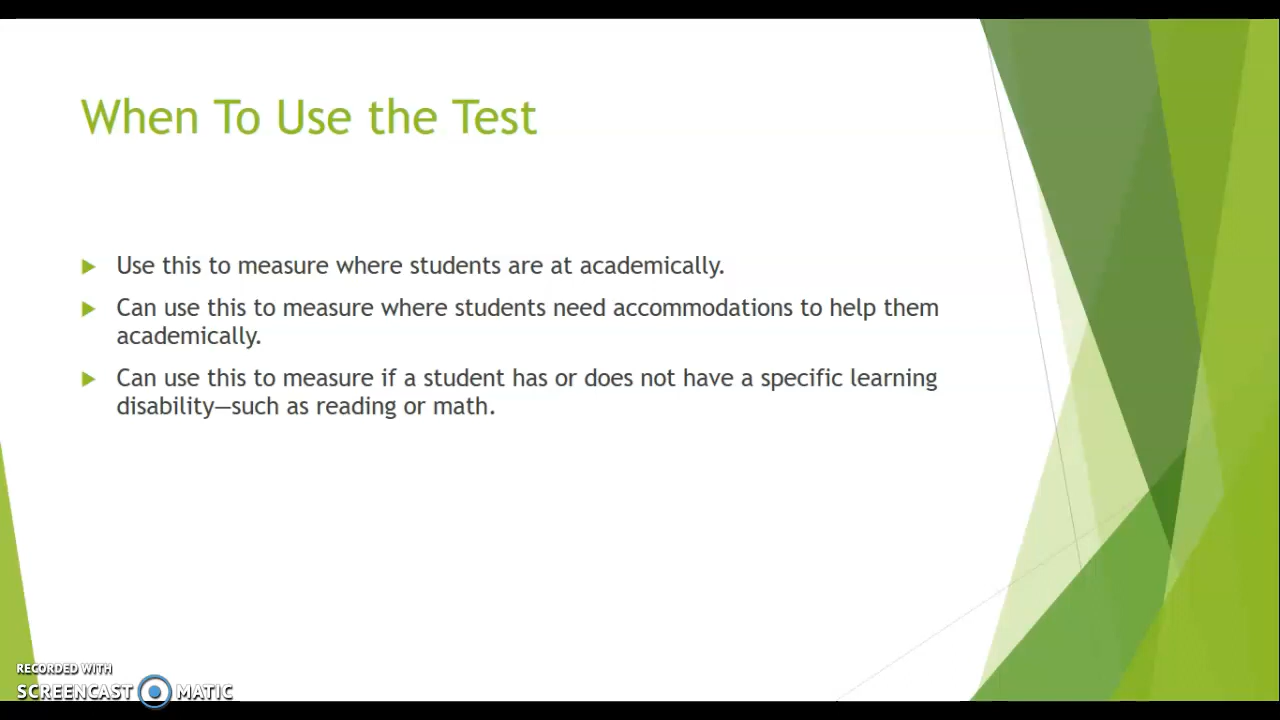 When To Use the Test
Use this to measure where students are at academically.
Can use this to measure where students need accommodations to help them
academically.
Can use this to measure if a student has or does not have a specific learning
disability—such as reading or math.
RECORDED WITH
SCREENCAST MATIC